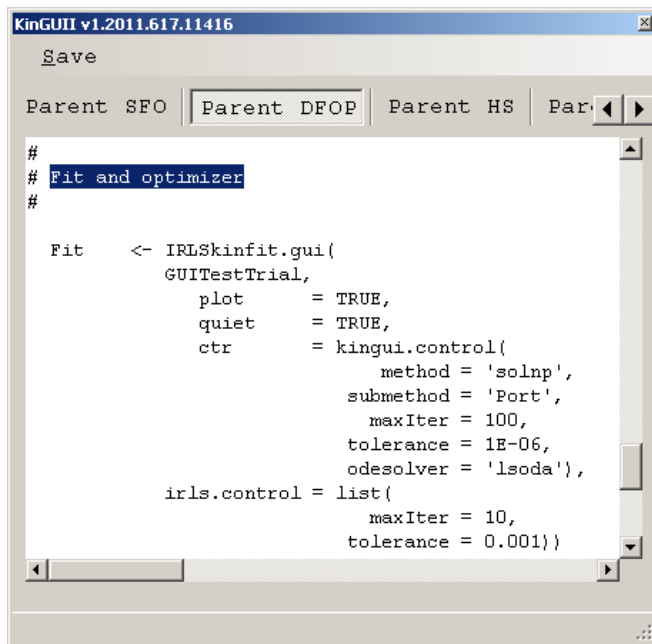 KinGUII v1.2011.617.11416
Save
Parent SFO Parent DFOP Parent HS Par
#
# Fit and optimizer
#
Fit <- IRLSkinfit.gui(
GUITestTrial,
plot = TRUE,
quiet = TRUE,
ctr = kingui.control(
method = 'solnp',
submethod = 'Port',
maxIter = 100,
tolerance = 1E-06,
odesolver = 'lsoda'),
irls.control = list(
maxIter = 10,
tolerance = 0.001))